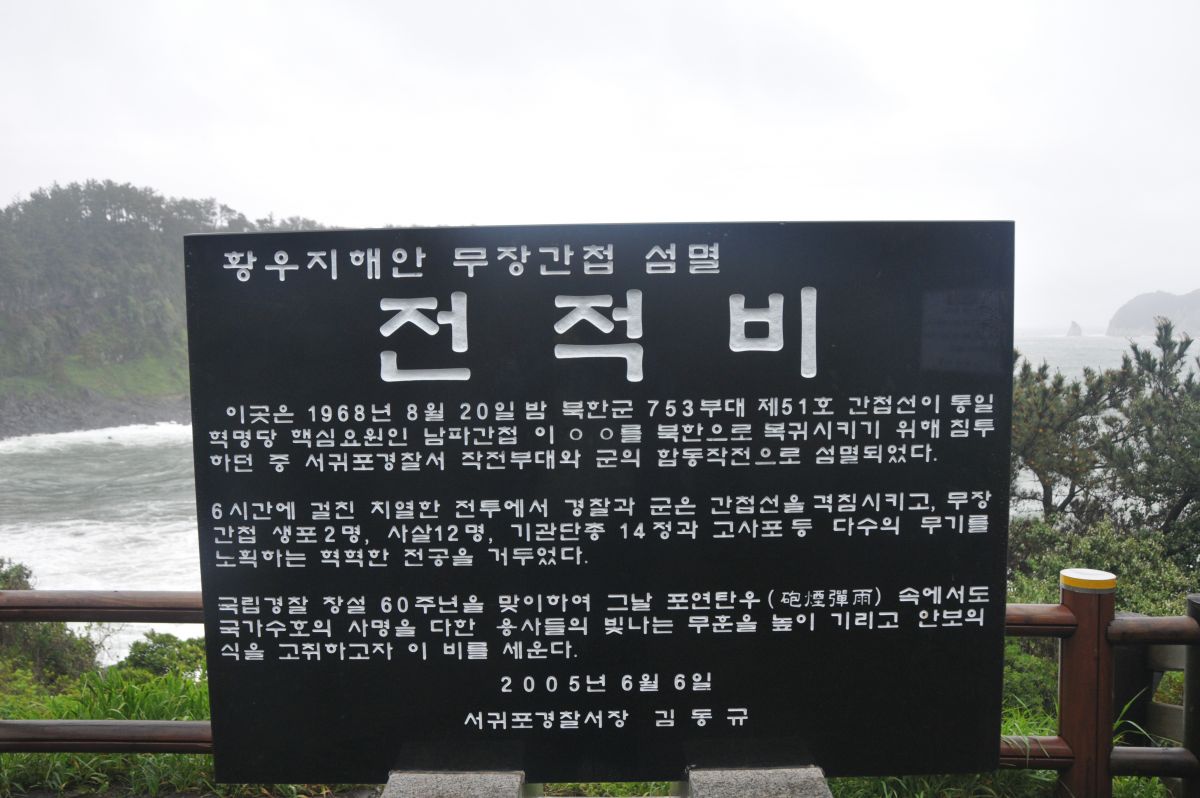 황우지해안 무장간첩 섬멸
전적비
이곳은 1968년 8월 20일 밤 북한군 753부대 제51호 간첩선이 통일
혁명당 핵심요원인 남파간첩 이ㅇㅇ를 북한으로 복귀시키기 위해 침투
하던 중 서귀포경찰서 작전부대와 군의 합동작전으로 섬멸되었다.
6시간에 걸친 치열한 전투에서 경찰과 군은 간첩선을 격침시키고, 무장
간첩 생포2명, 사살12명, 기관단총 14정과 고사포등 다수의 무기를
노획하는 혁혁한 전공을 거두었다.
국립경찰 창설 60주년을 맞이하여 그날 포연탄우(砲煙彈雨) 속에서도
국가수호의 사명을 다한 용사들의 빛나는 무훈을 높이 기리고 안보의
식을 고취하고자 이 비를 세운다.
2005년 6월 6일
서귀포경찰서장 김동규